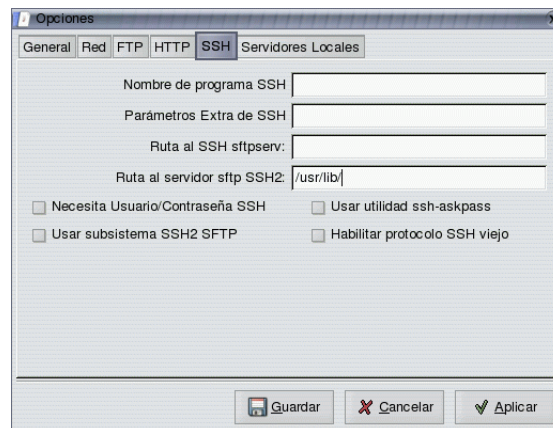 Opciones
General Red FTP HTTP SSH Servidores Locales
Nombre de programa SSH
Parámetros Extra de SSH
Ruta al SSH sftpserv:
Ruta al servidor sftp SSH2: /usr/lib/
Necesita Usuario/Contraseña SSH Usar utilidad ssh-askpass
Usar subsistema SSH2 SFTP Habilitar protocolo SSH viejo
Guardar Cancelar Aplicar